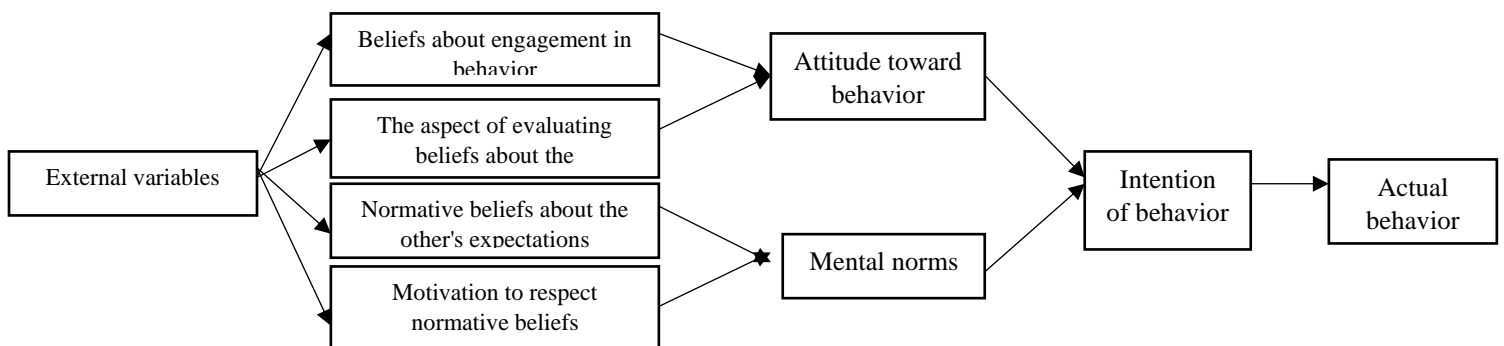 External variables
Beliefs about engagement in
behavior
The aspect of evaluating
beliefs about the
Normative beliefs about the
other's expectations
Motivation to respect
normative beliefs
Attitude toward
behavior
Mental norms
Intention
of behavior
Actual
behavior